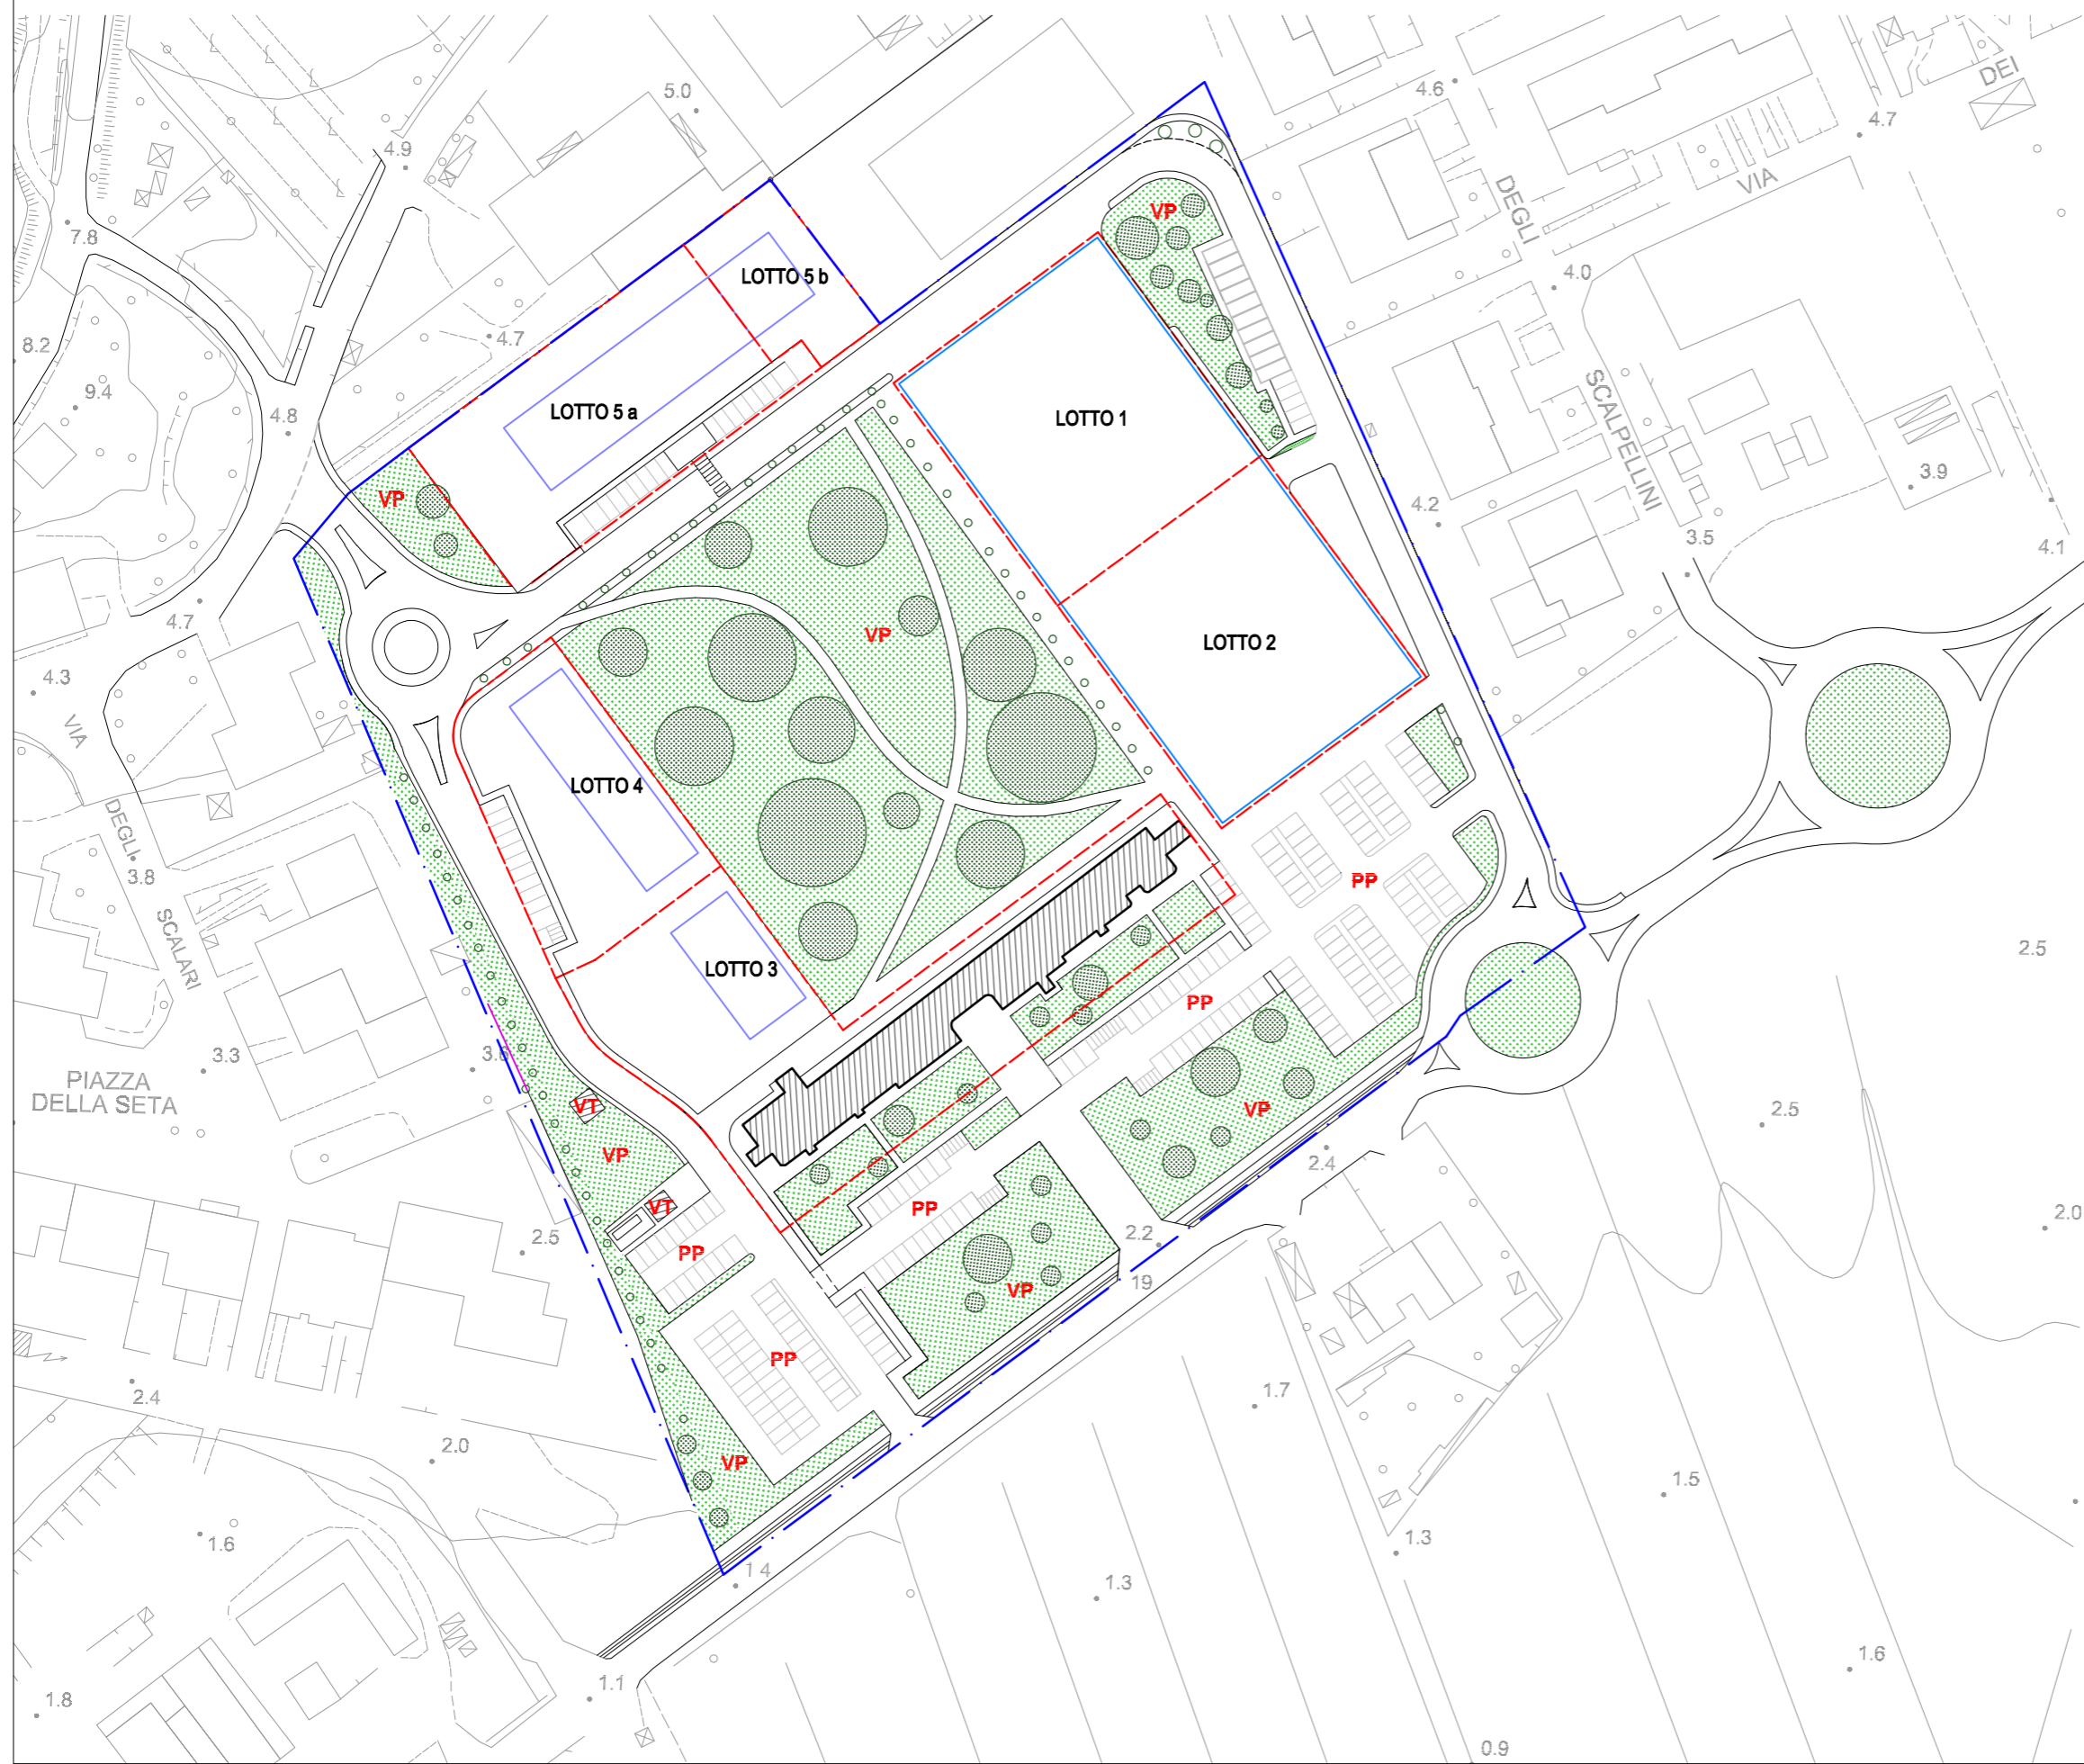 DEI
5.0
4.6
4.7
4.9
VIA
VP
DEGLI
7.8
4.0
LOTTO 5 b
8.2
4.7
9.4
4.8
LOTTO 5 a
LOTTO 1
SCALPELLINI
3.9
VP
4.2
3.5
4.1
4.7
VP
LOTTO 2
4.3
VIA
LOTTO 4
DEGLI
3.8
PP
SCALARI
LOTTO 3
2.5
PP
3.3
3.6
PIAZZA
DELLA SETA
VT
VP
2.5
VP
2.4
VT
PP
2.0
2.2
2.5
PP
19
VP
PP
2.4
1.7
2.0
VP
1.5
1.6
1.3
1 4
1.3
1.6
1.1
1.8
0.9